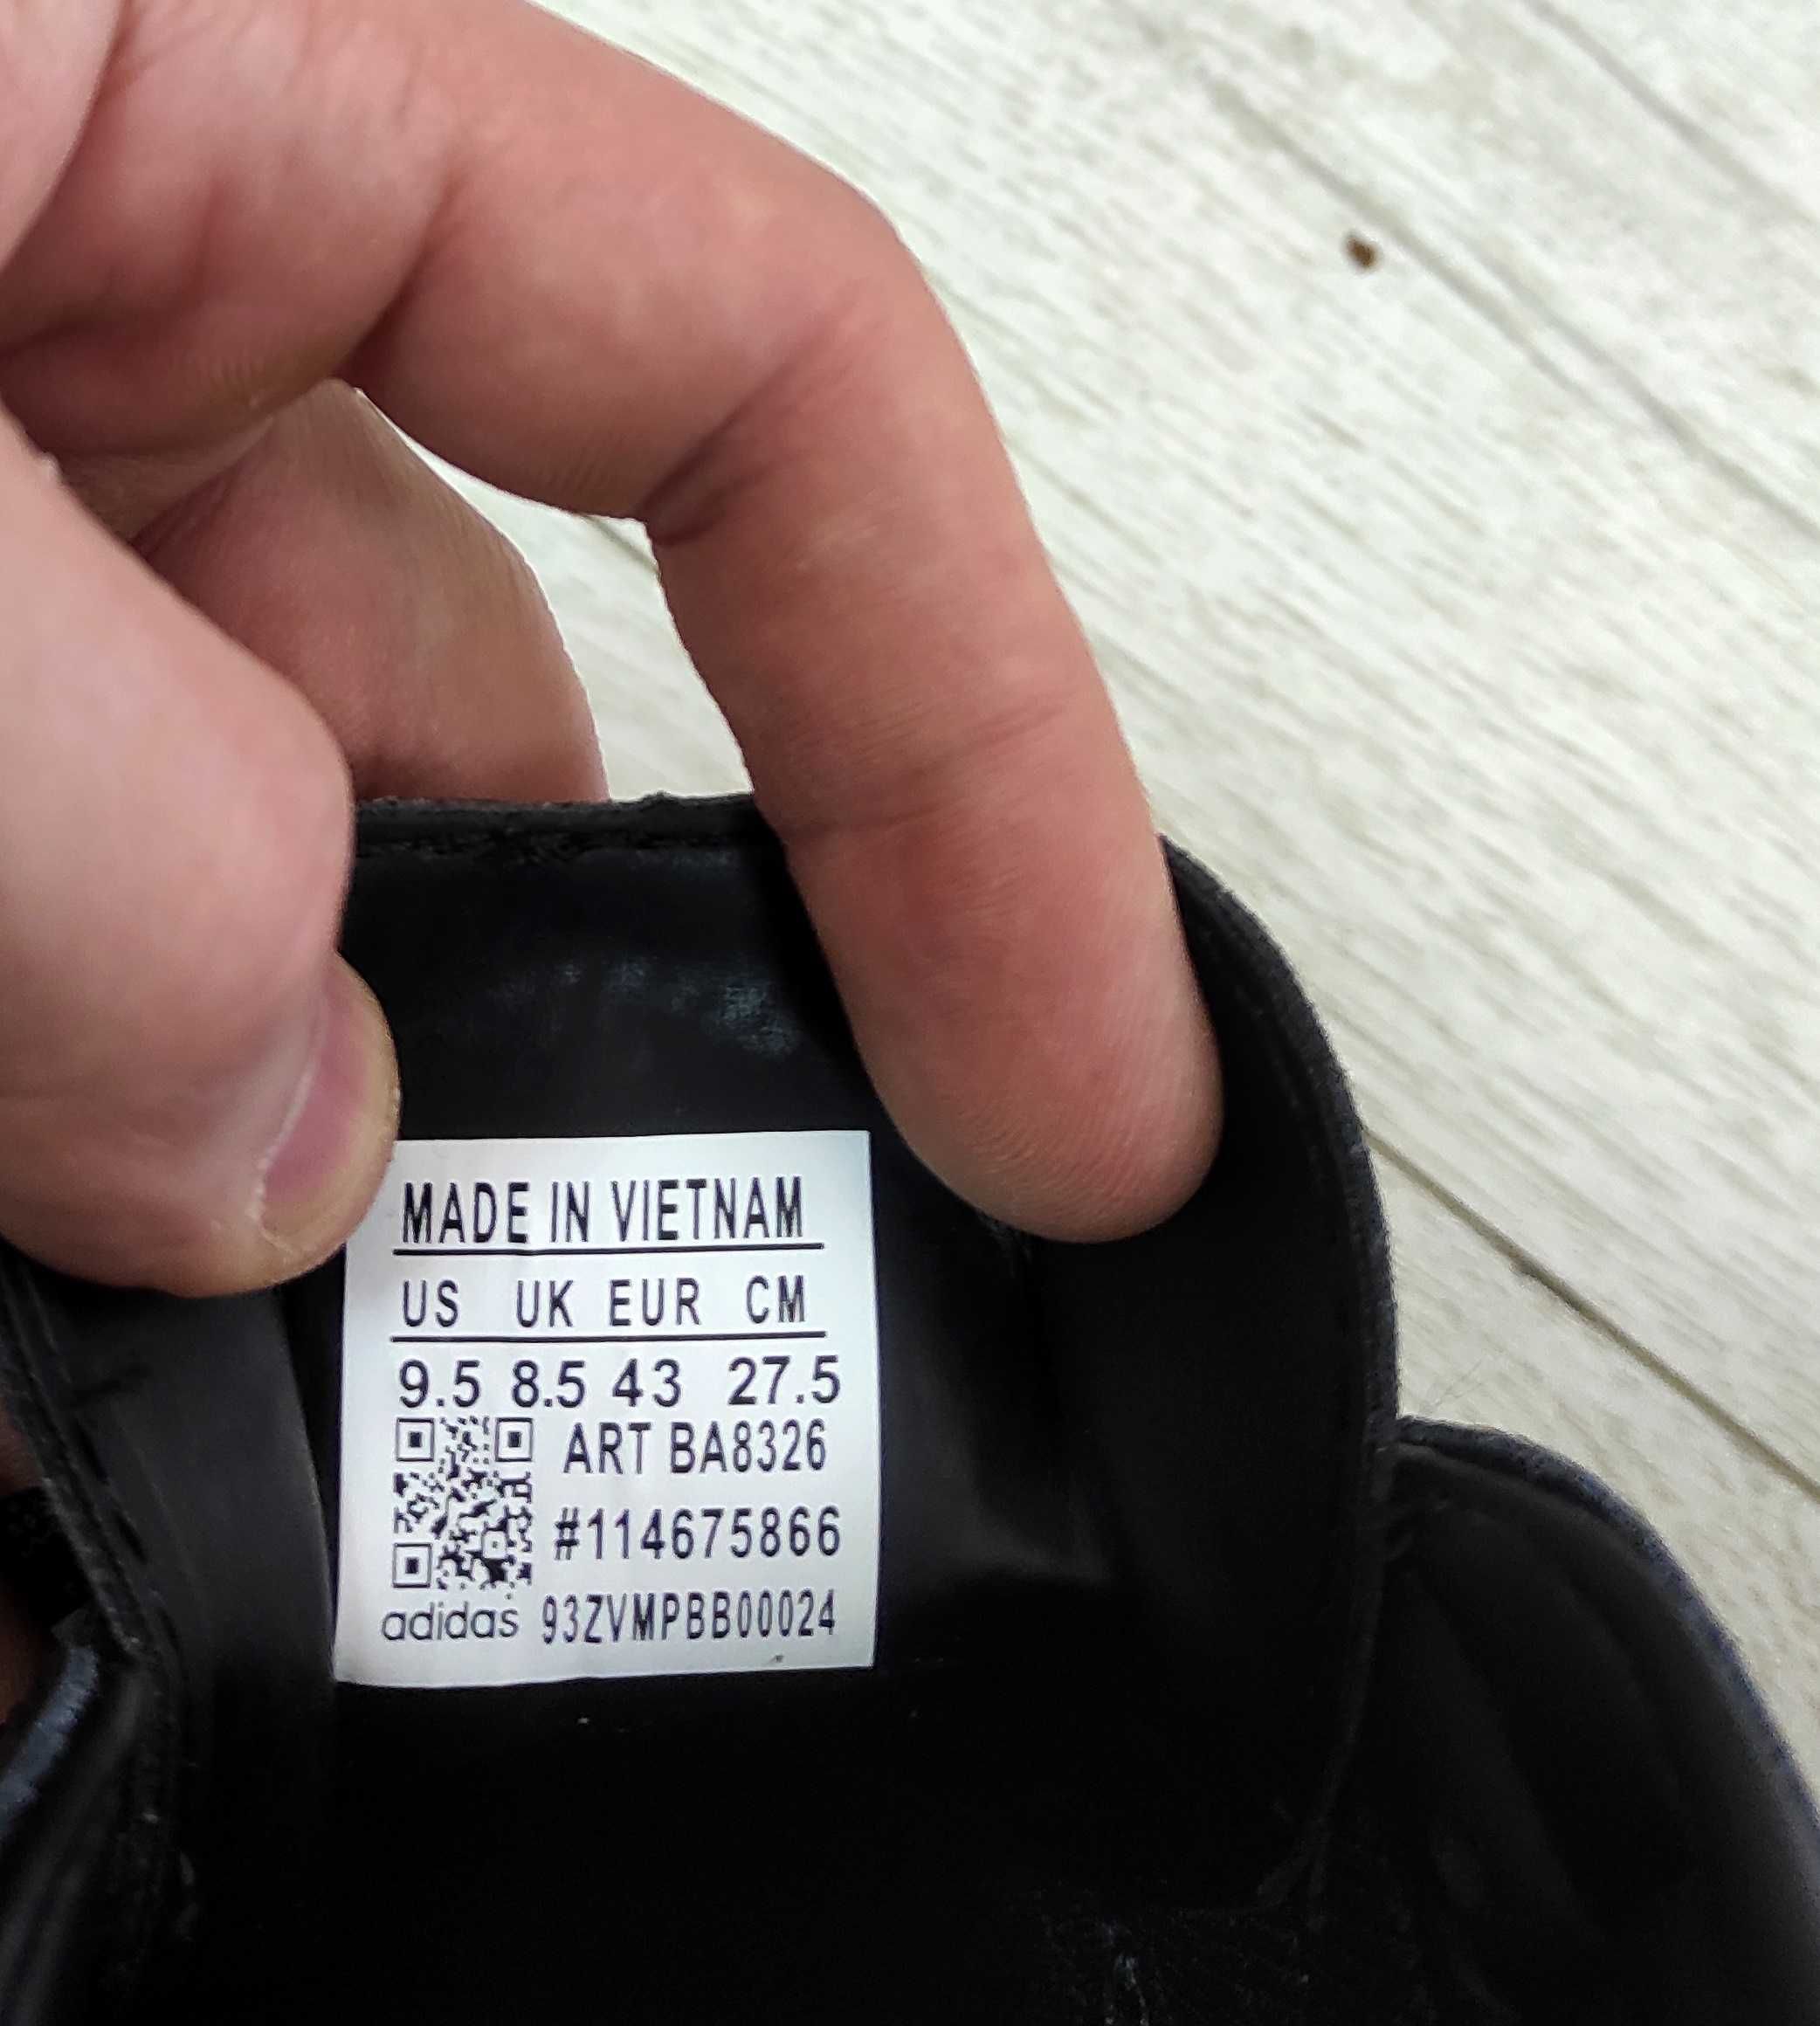 MADE IN VIETNAM
US UK EUR CM
9.5 8.5 43 27.5
ART BA8326
#114675866
adidas 93ZVMPBB00024